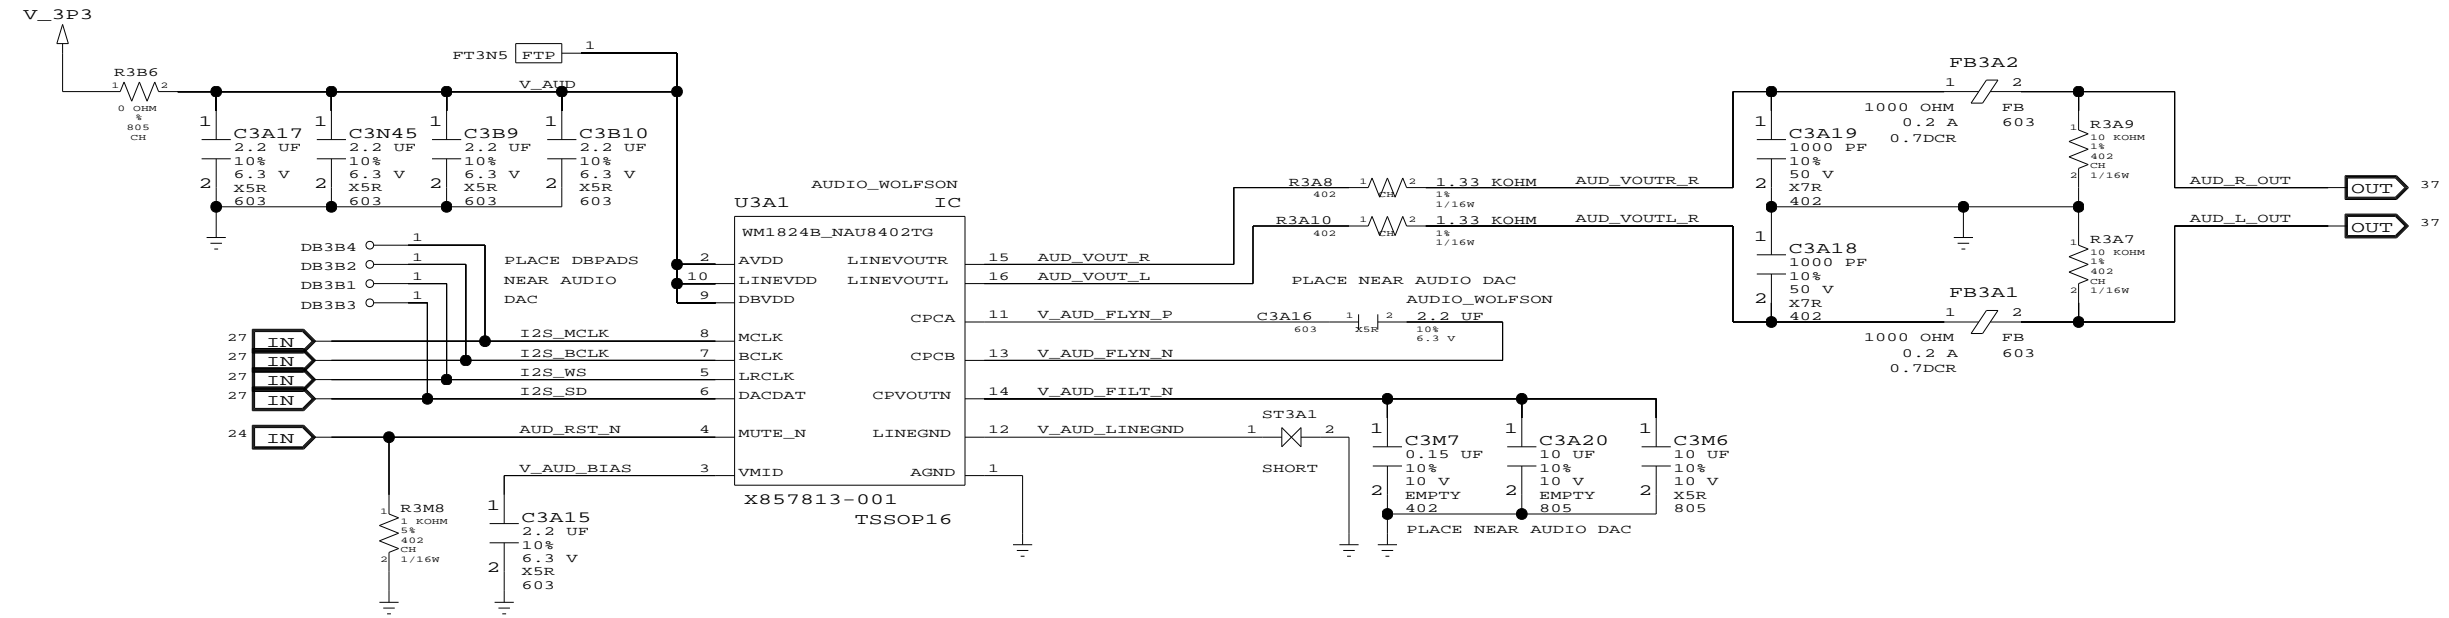 V_3P3
R3B6
1 2
0 OHM
%
805
CH
FT3N5 FTP 1
V_AUD
1 C3A17
2.2 UF
10%
6.3 V
2 X5R
603
1 C3N45
2.2 UF
10%
6.3 V
2 X5R
603
1 C3B9
2.2 UF
10%
6.3 V
2 X5R
603
1 C3B10
2.2 UF
10%
6.3 V
2 X5R
603
DB3B4 1
DB3B2 1
DB3B1 1
DB3B3 1
PLACE DBPADS
NEAR AUDIO
DAC
27 IN I2S_MCLK 8 MCLK
27 IN I2S_BCLK 7 BCLK
27 IN I2S_WS 5 LRCLK
27 IN I2S_SD 6 DACDAT
24 IN AUD_RST_N 4 MUTE_N
V_AUD_BIAS 3 VMID
R3M8
1
1 KOHM
5%
402
CH
2 1/16W
1 C3A15
2.2 UF
10%
6.3 V
2 X5R
603
AUDIO_WOLFSON
U3A1 IC
WM1824B_NAU8402TG
2 AVDD
10 LINEVDD
9 DBVDD
LINEVOUTR 15 AUD_VOUT_R
LINEVOUTL 16 AUD_VOUT_L
CPCA 11 V_AUD_FLYN_P
CPCB 13 V_AUD_FLYN_N
CPVOUTN 14 V_AUD_FILT_N
LINEGND 12 V_AUD_LINEGND
AGND 1
X857813-001
TSSOP16
R3A8 1 2 1.33 KOHM AUD_VOUTR_R
402 CH 1%
1/16W
R3A10 1 2 1.33 KOHM AUD_VOUTL_R
402 CH 1%
1/16W
PLACE NEAR AUDIO DAC
AUDIO_WOLFSON
C3A16 1 2 2.2 UF
603 X5R 10%
6.3 V
ST3A1
1 2
SHORT
1 C3M7
0.15 UF
10%
10 V
2 EMPTY
402
1 C3A20
10 UF
10%
10 V
2 EMPTY
805
1 C3M6
10 UF
10%
10 V
2 X5R
805
PLACE NEAR AUDIO DAC
1 C3A19
1000 PF
10%
50 V
2 X7R
402
1 C3A18
1000 PF
10%
50 V
2 X7R
402
FB3A2
1 2
1000 OHM FB
0.2 A 603
0.7DCR
FB3A1
1 2
1000 OHM FB
0.2 A 603
0.7DCR
1 R3A9
10 KOHM
1%
402
CH
2 1/16W
1 R3A7
10 KOHM
1%
402
CH
2 1/16W
AUD_R_OUT OUT 37
AUD_L_OUT OUT 37